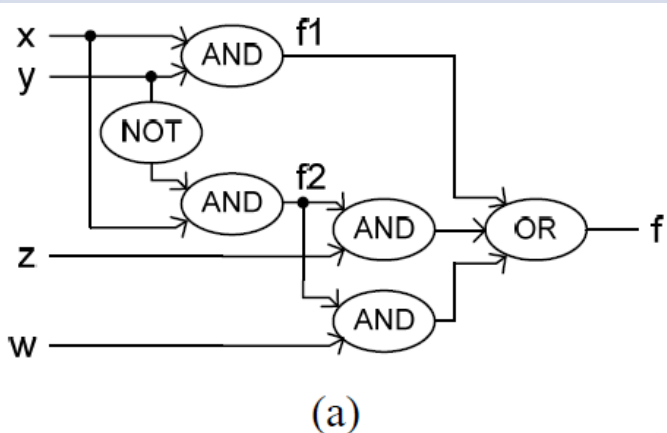 x AND f1
y
NOT
AND f2
AND OR f
z
AND
w
(a)